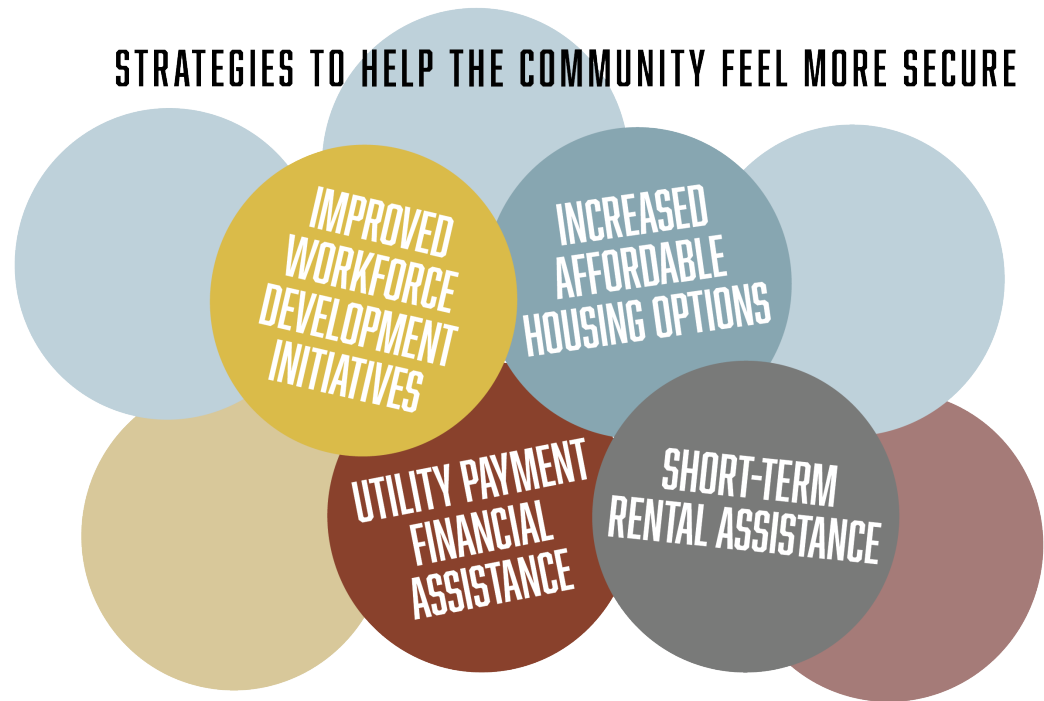 STRATEGIES TO HELP THE COMMUNITY FEEL MORE SECURE
IMPROVED
WORKFORCE
DEVELOPMENT
INITIATIVES
INCREASED
AFFORDABLE
HOUSING OPTIONS
UTILITY PAYMENT
FINANCIAL
ASSISTANCE
SHORT-TERM
RENTAL ASSISTANCE